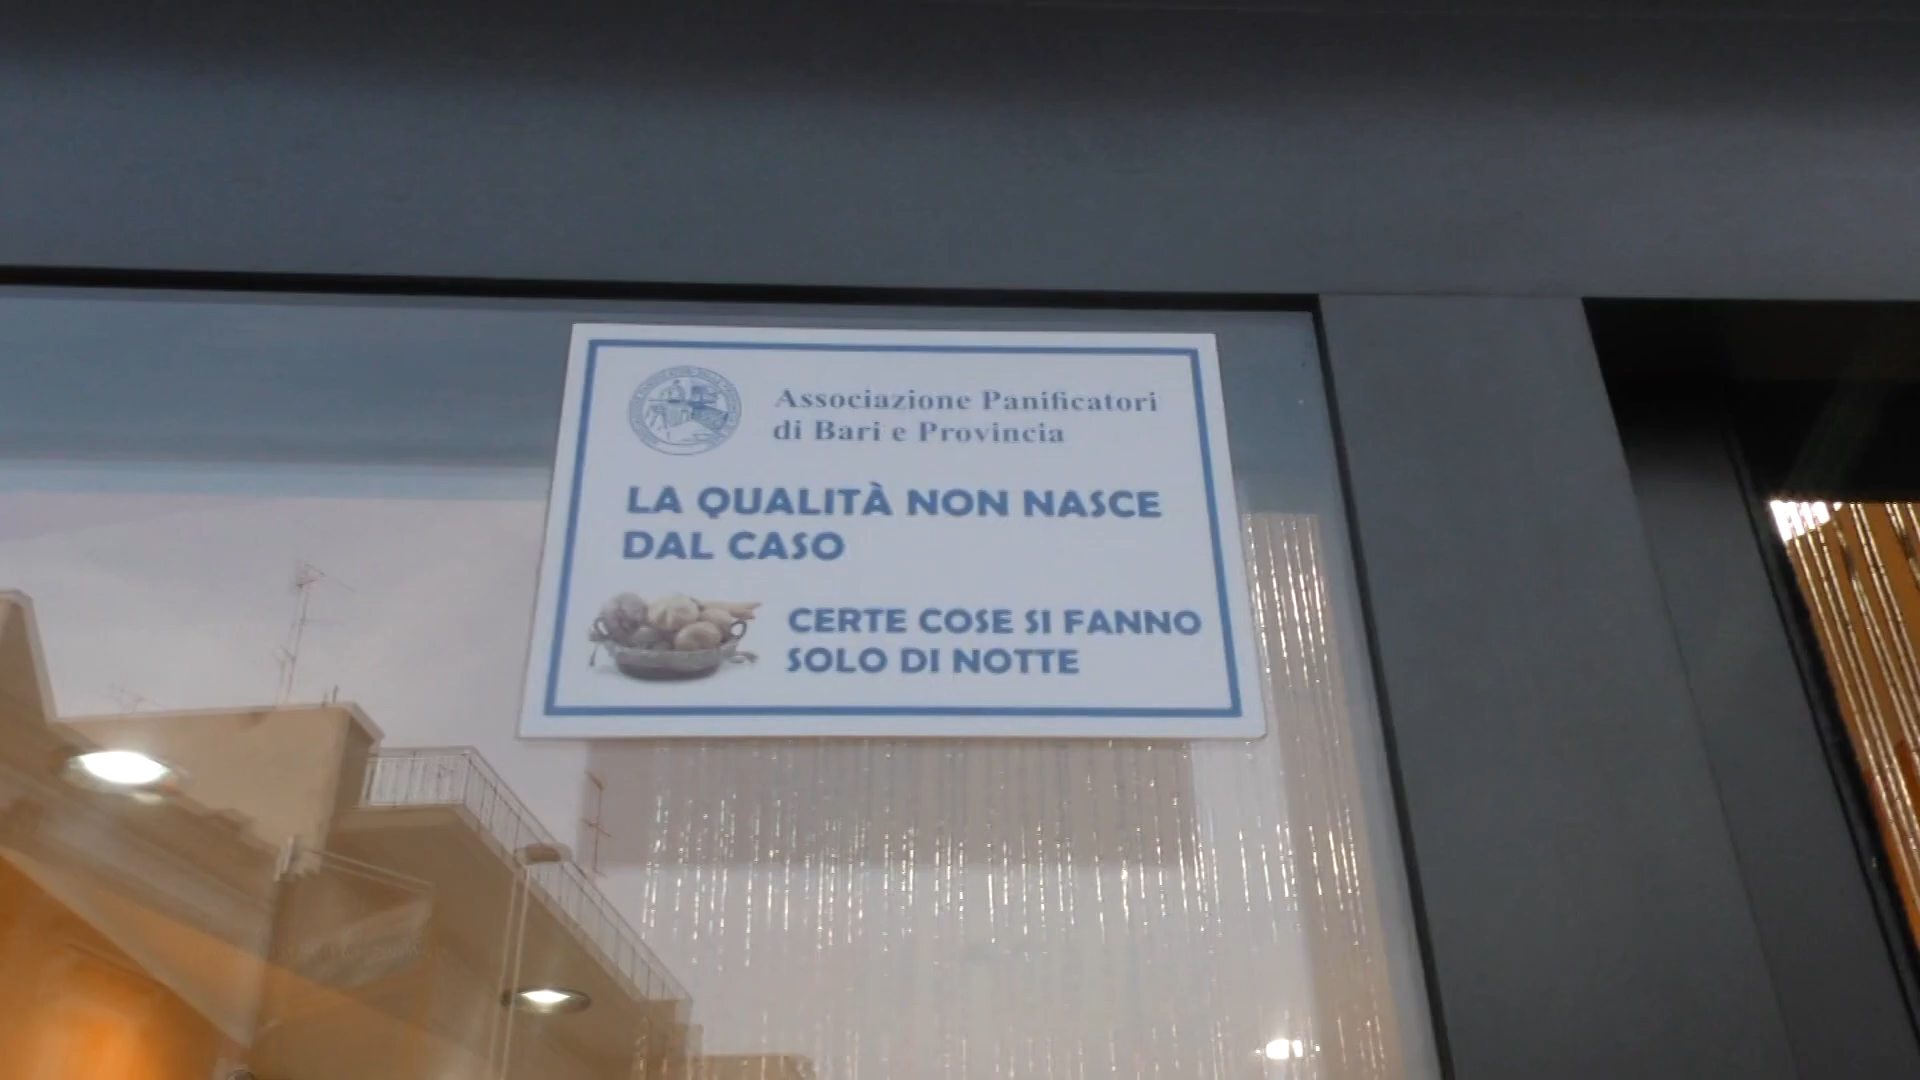 Associazione Panificatori
di Bari e Provincia
LA QUALITÀ NON NASCE
DAL CASO
CERTE COSE SI FANNO
SOLO DI NOTTE